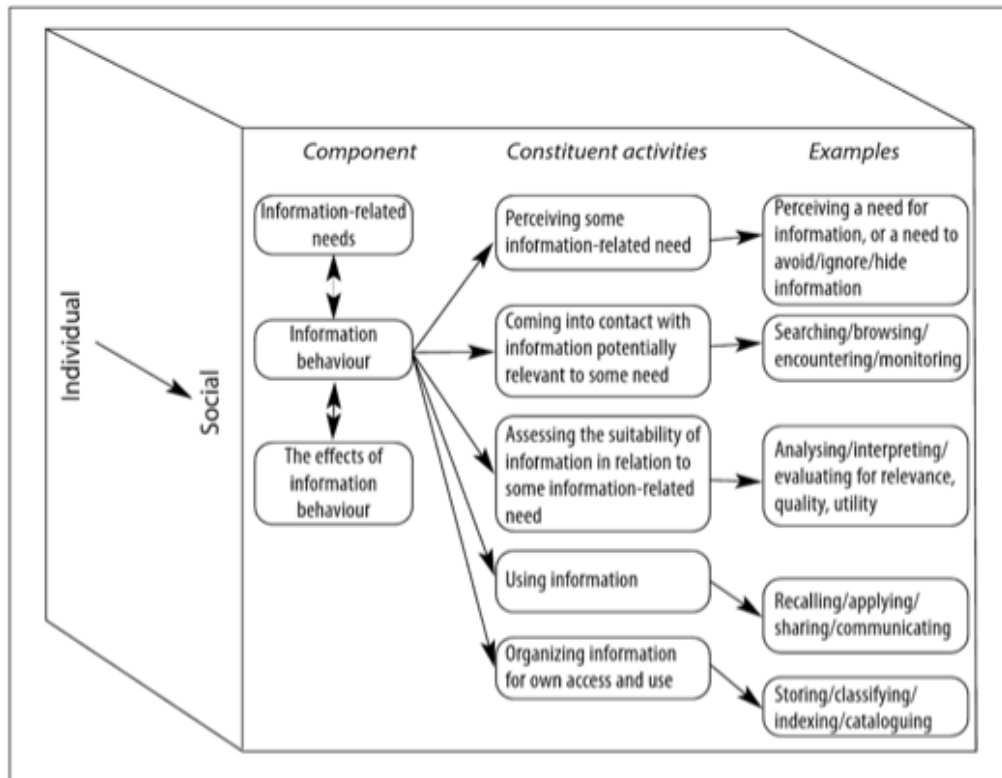 Component
Constituent activities
Examples
Individual
Social
Information-related
needs
Information
behaviour
The effects of
information
behaviour
Perceiving some
information-related need
Coming into contact with
information potentially
relevant to some need
Assessing the suitability of
information in relation to
some information-related
need
Using information
Organizing information
for own access and use
Perceiving a need for
information, or a need to
avoid/ignore/hide
information
Searching/browsing/
encountering/monitoring
Analysing/interpreting/
evaluating for relevance,
quality, utility
Recalling/applying/
sharing/communicating
Storing/classifying/
indexing/cataloguing